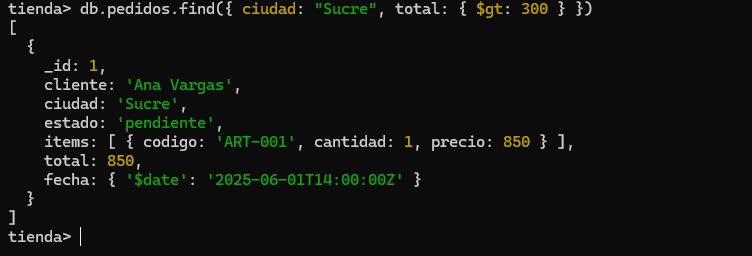 tienda> db.pedidos.find({ ciudad: "Sucre", total: { $gt: 300 } })
[
  {
    _id: 1,
    cliente: 'Ana Vargas',
    ciudad: 'Sucre',
    estado: 'pendiente',
    items: [ { codigo: 'ART-001', cantidad: 1, precio: 850 } ],
    total: 850,
    fecha: { '$date': '2025-06-01T14:00:00Z' }
  }
]
tienda>